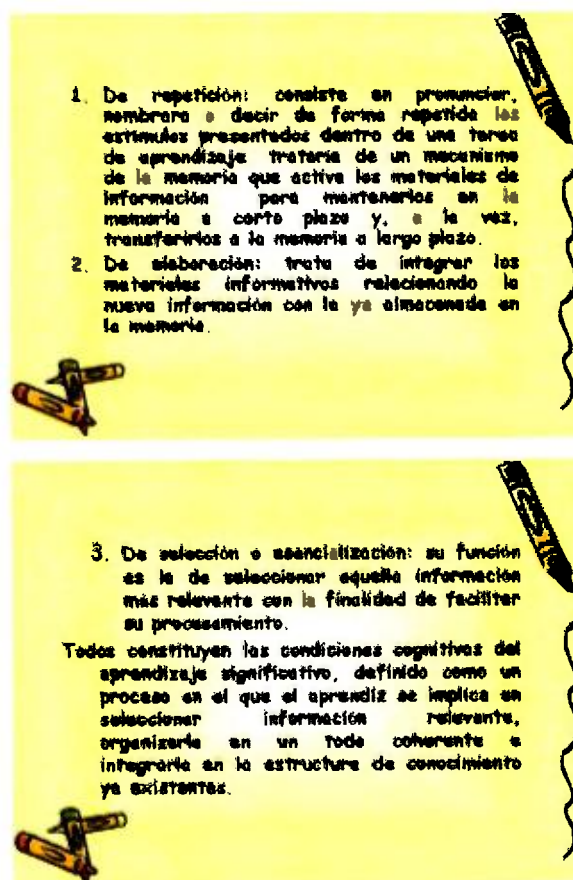 1. De repetición: consiste en pronunciar,
nombrara o decir de forma repetida los
estímulos presentados dentro de una tarea
de aprendizaje trataría de un mecanismo
de la memoria que activa los materiales de
información para mantenerlos en la
memoria a corto plazo y, a la vez,
transferirlos a la memoria a largo plazo.
2. De elaboración: trata de integrar los
materiales informativos relacionando la
nueva información con la ya almacenada en
la memoria.
3. De selección o esencialización: su función
es la de seleccionar aquella información
más relevante con la finalidad de facilitar
su procesamiento.
Todos constituyen las condiciones cognitivas del
aprendizaje significativo, definido como un
proceso en el que el aprendiz se implica en
seleccionar información relevante,
organizarla en un todo coherente e
integrarla en la estructura de conocimiento
ya existentes.